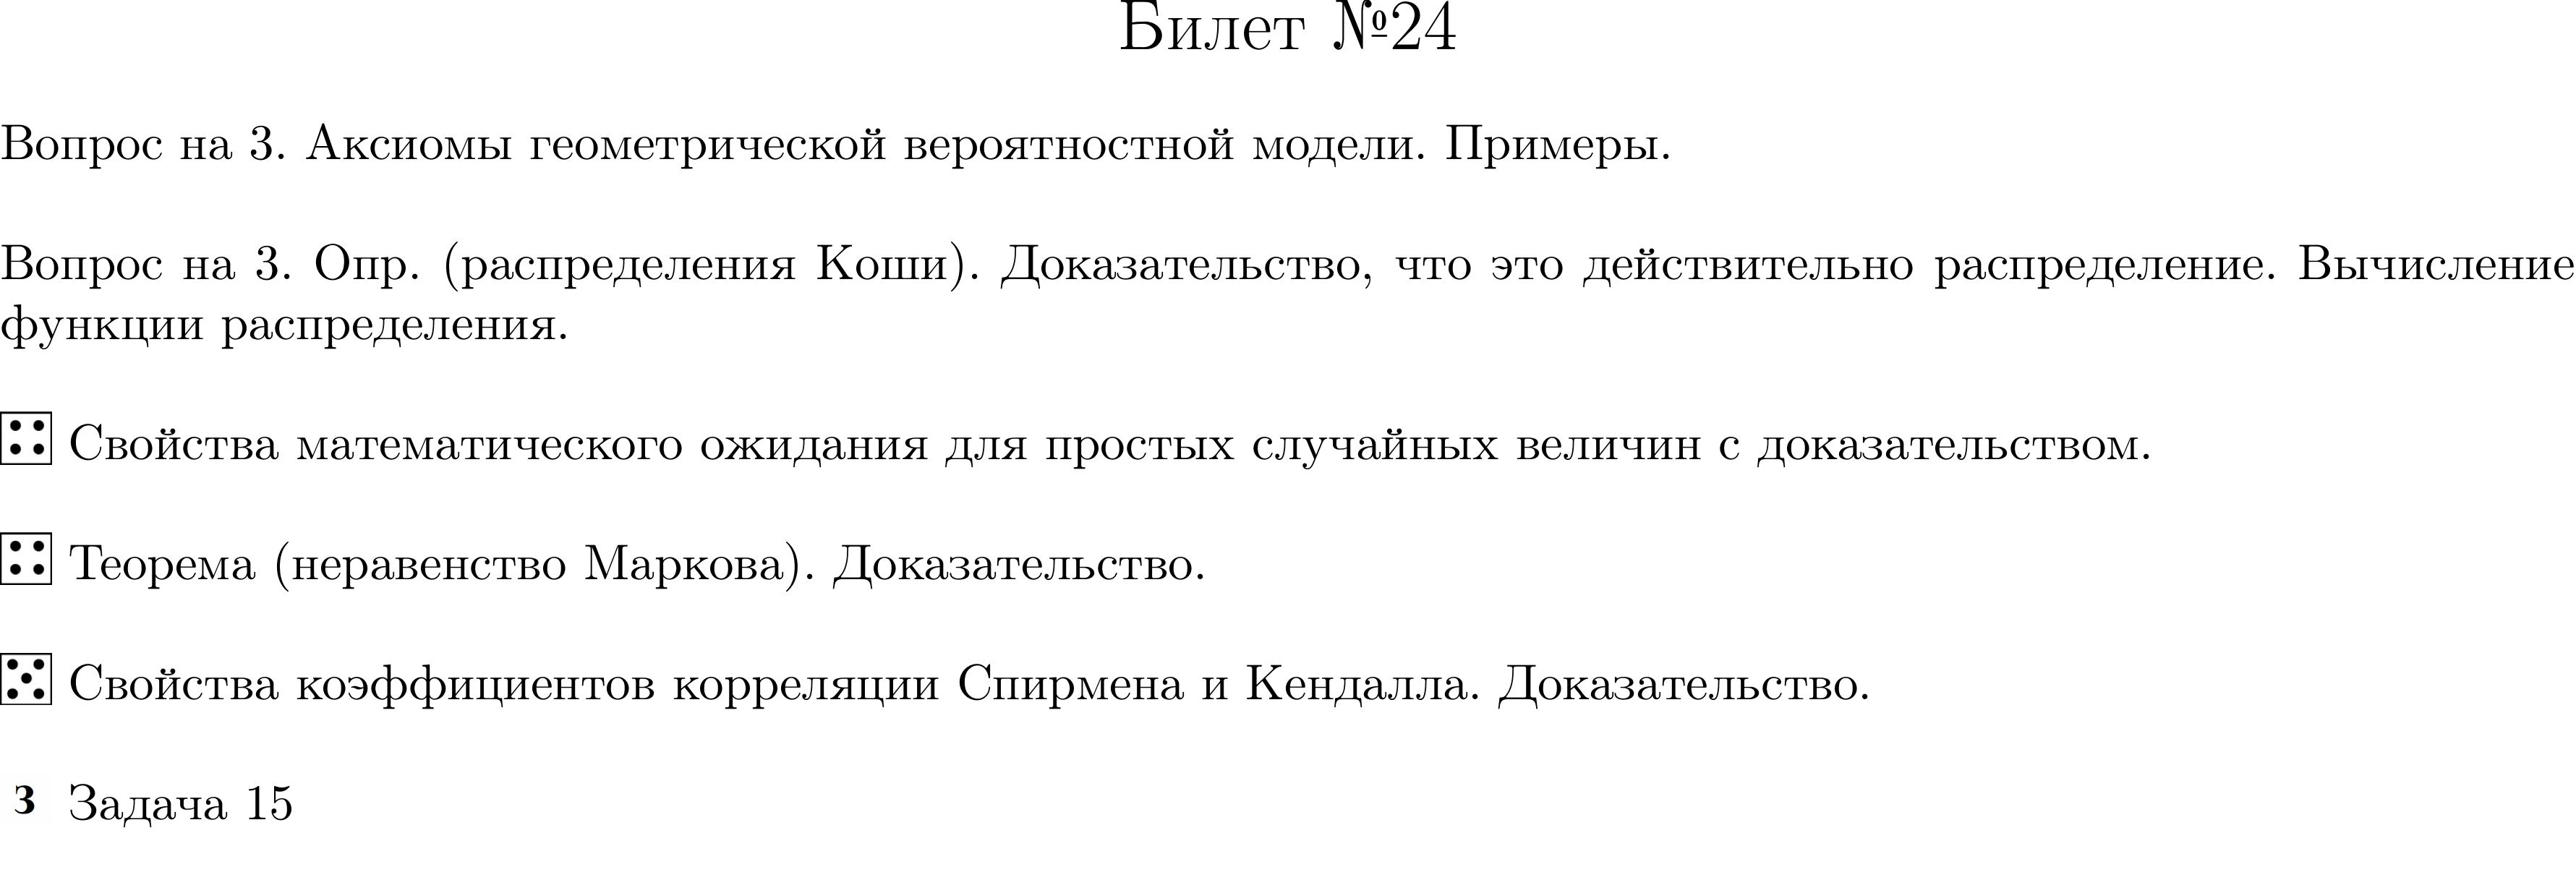 Билет №24
Вопрос на 3. Аксиомы геометрической вероятностной модели. Примеры.
Вопрос на 3. Опр. (распределения Коши). Доказательство, что это действительно распределение. Вычисление
функции распределения.
Свойства математического ожидания для простых случайных величин с доказательством.
Теорема (неравенство Маркова). Доказательство.
Свойства коэффициентов корреляции Спирмена и Кендалла. Доказательство.
З Задача 15